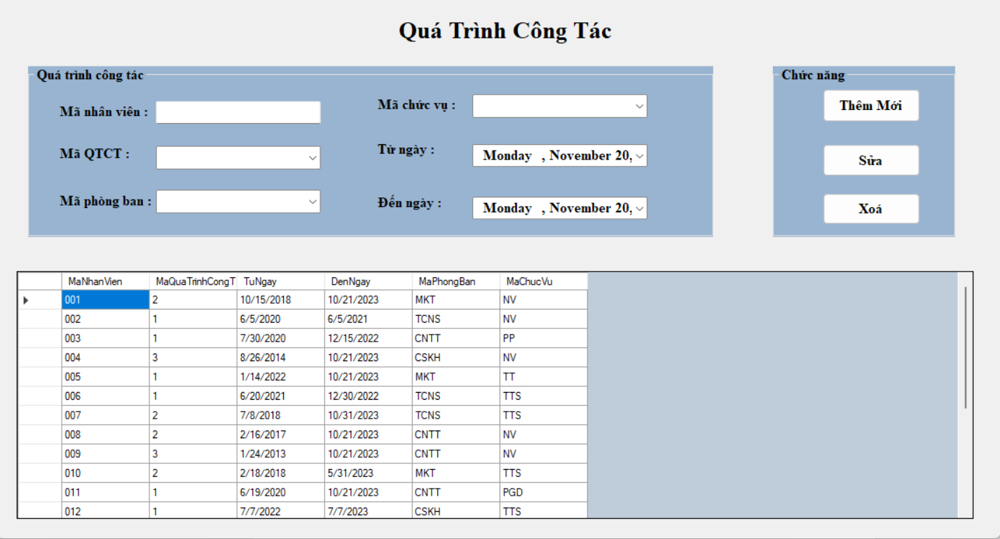 Quá Trình Công Tác
Quá trình công tác
Mã nhân viên :
Mã QTCT :
Mã phòng ban :
Mã chức vụ :
Từ ngày :
Monday , November 20,
Đến ngày :
Monday , November 20,
Chức năng
Thêm Mới
Sửa
Xoá
MaNhanVien MaQuaTrinhCongT TuNgay DenNgay MaPhongBan MaChucVu
001 2 10/15/2018 10/21/2023 MKT NV
002 1 6/5/2020 6/5/2021 TCNS NV
003 1 7/30/2020 12/15/2022 CNTT PP
004 3 8/26/2014 10/21/2023 CSKH NV
005 1 1/14/2022 10/21/2023 MKT TT
006 1 6/20/2021 12/30/2022 TCNS TTS
007 2 7/8/2018 10/31/2023 TCNS TTS
008 2 2/16/2017 10/21/2023 CNTT NV
009 3 1/24/2013 10/21/2023 CNTT NV
010 2 2/18/2018 5/31/2023 MKT TTS
011 1 6/19/2020 10/21/2023 CNTT PGD
012 1 7/7/2022 7/7/2023 CSKH TTS